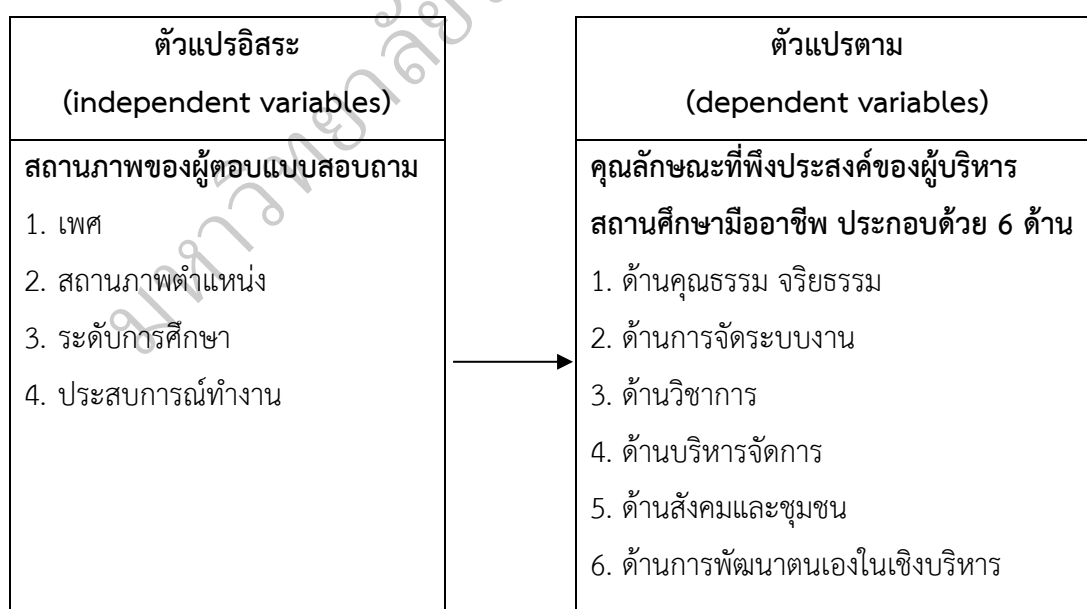 ตัวแปรอิสระ
(independent variables)
สถานภาพของผู้ตอบแบบสอบถาม
1. เพศ
2. สถานภาพตำแหน่ง
3. ระดับการศึกษา
4. ประสบการณ์ทำงาน
ตัวแปรตาม
(dependent variables)
คุณลักษณะที่พึงประสงค์ของผู้บริหาร
สถานศึกษามืออาชีพ ประกอบด้วย 6 ด้าน
1. ด้านคุณธรรม จริยธรรม
2. ด้านการจัดระบบงาน
3. ด้านวิชาการ
4. ด้านบริหารจัดการ
5. ด้านสังคมและชุมชน
6. ด้านการพัฒนาตนเองในเชิงบริหาร
มหาวิทยาลัย